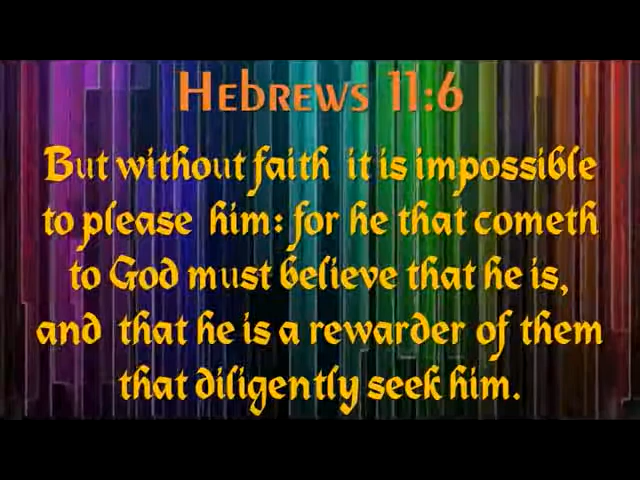 Hebrews 11:6
But without faith it is impossible
to please him: for he that cometh
to God must believe that he is,
and that he is a rewarder of them
that diligently seek him.